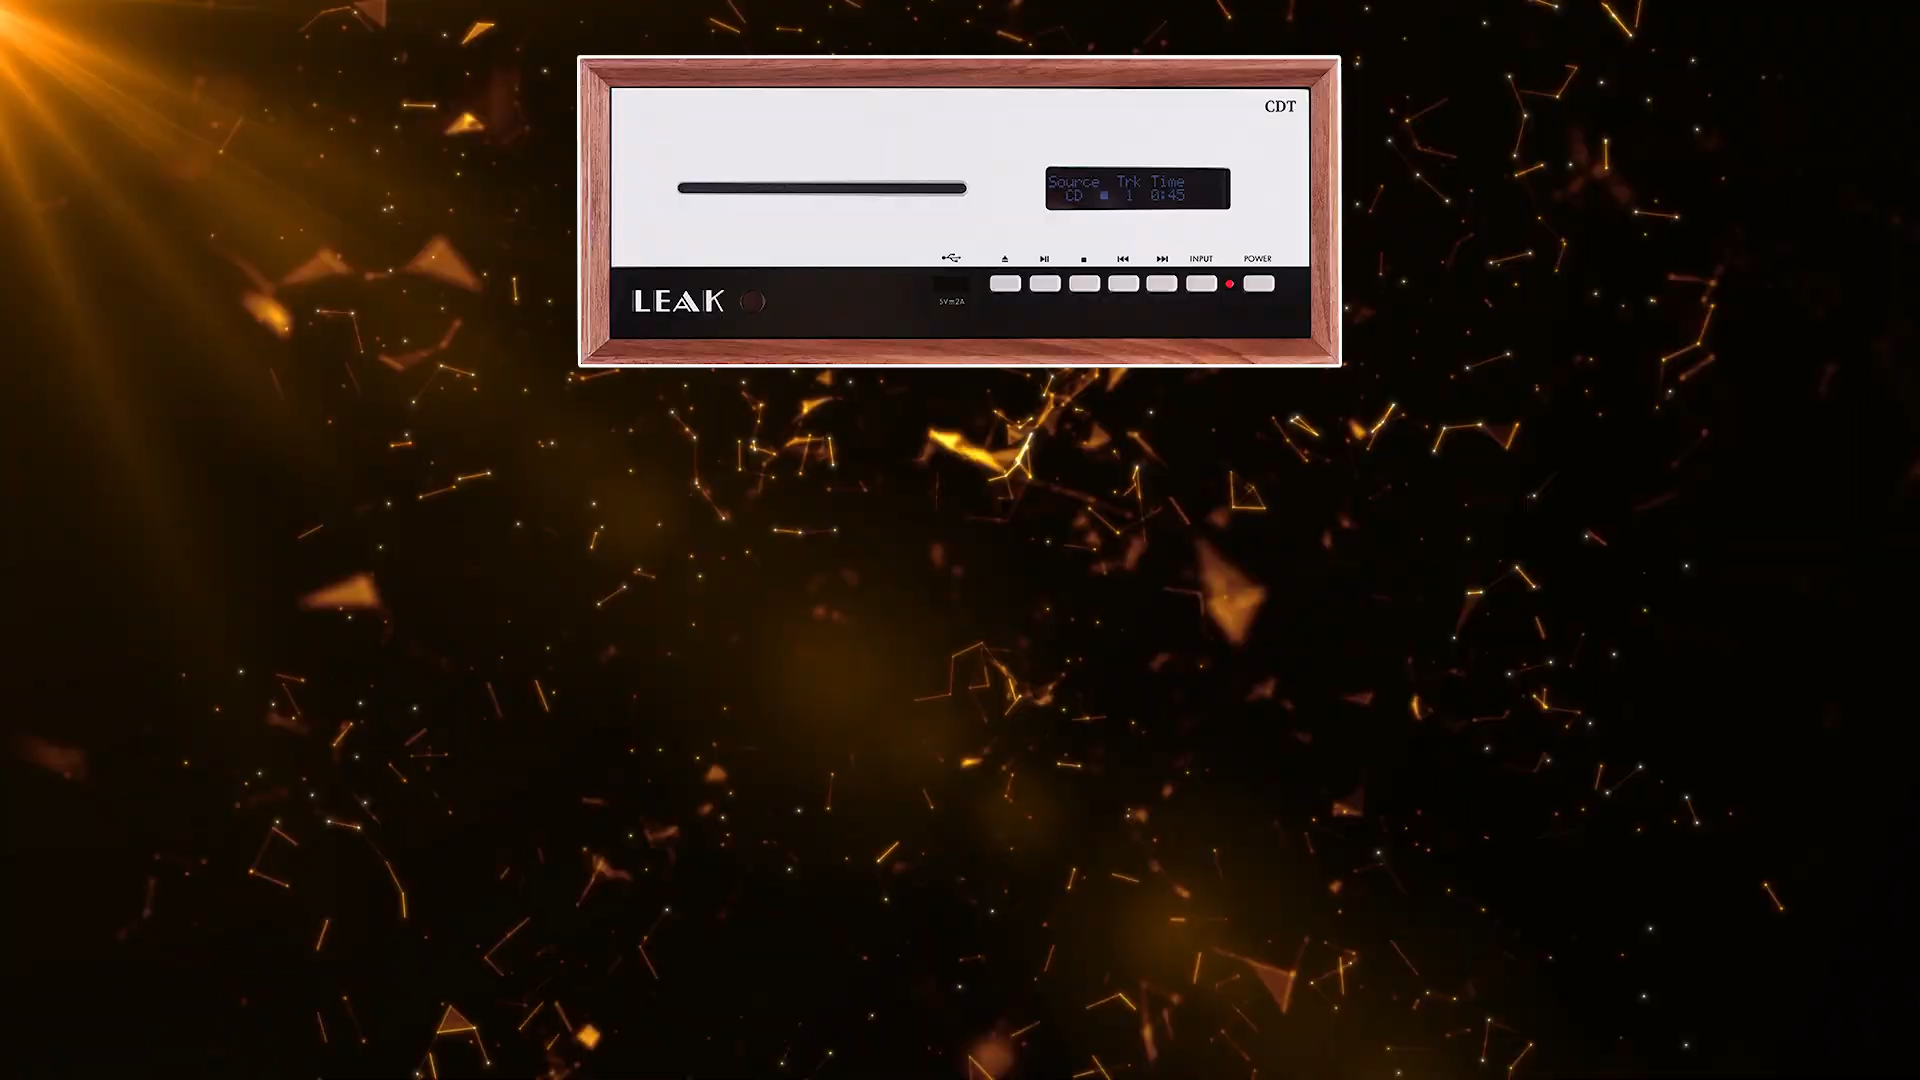 CDT
Source Trk Time
CD ■ 1 0:45
INPUT POWER
LEAK
5V⎓2A